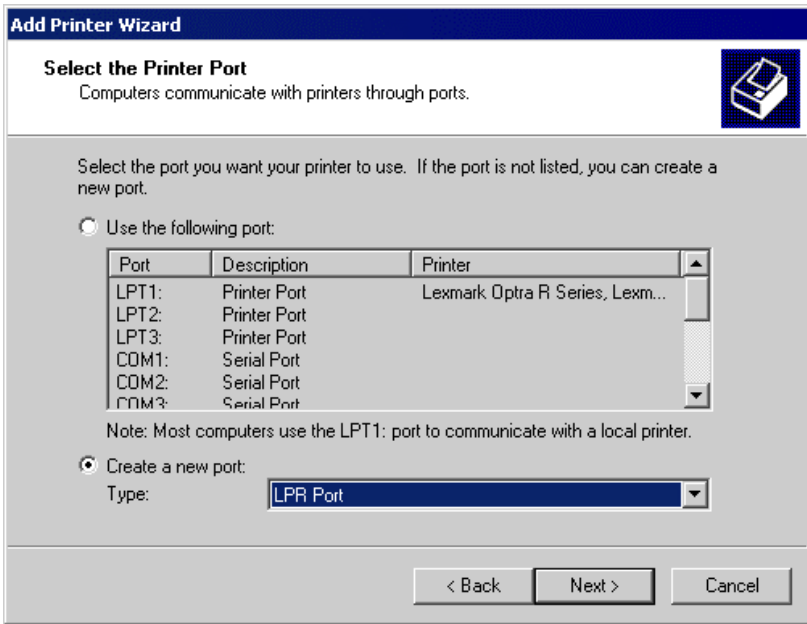 Add Printer Wizard
Select the Printer Port
Computers communicate with printers through ports.
Select the port you want your printer to use. If the port is not listed, you can create a
new port.
Use the following port:
Port Description Printer
LPT1: Printer Port Lexmark Optra R Series, Lexm...
LPT2: Printer Port
LPT3: Printer Port
COM1: Serial Port
COM2: Serial Port
COM3: Serial Port
Note: Most computers use the LPT1: port to communicate with a local printer.
Create a new port:
Type: LPR Port
< Back Next > Cancel